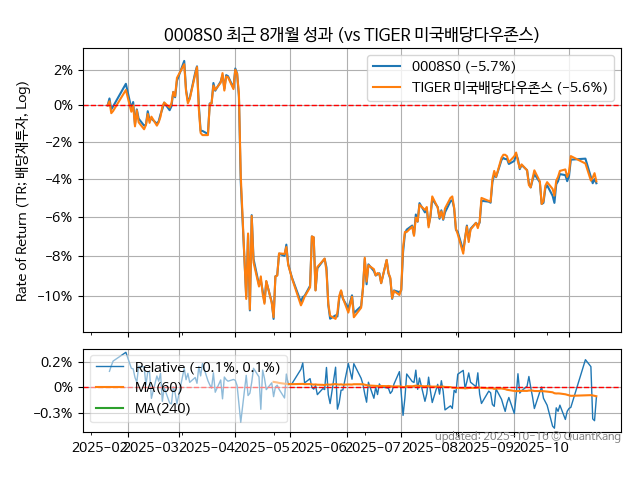 0008S0 최근 8개월 성과 (vs TIGER 미국배당다우존스)
Rate of Return (TR: 배당재투자, Log)
2%
0%
−2%
−4%
−6%
−8%
−10%
0008S0 (−5.7%)
TIGER 미국배당다우존스 (−5.6%)
0.2%
0%
−0.3%
Relative (−0.1%, 0.1%)
MA(60)
MA(240)
2025-02 2025-03 2025-04 2025-05 2025-06 2025-07 2025-08 2025-09 2025-10
updated: 2025-10-16 © QuantKang